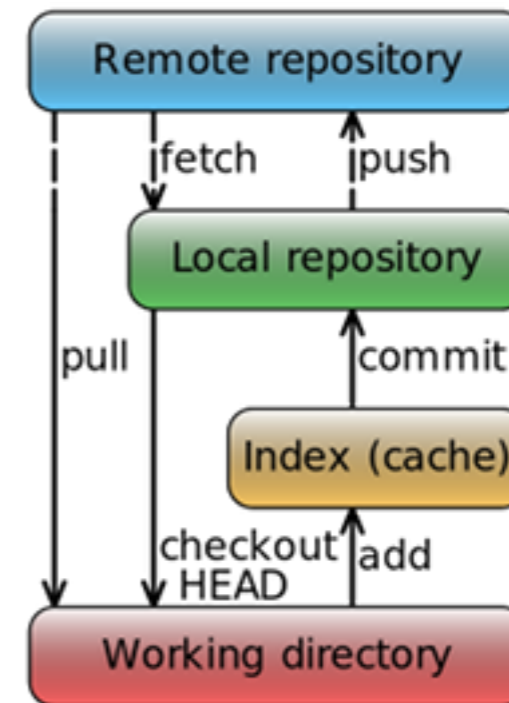 Remote repository
fetch
push
Local repository
pull
commit
Index (cache)
checkout
HEAD
add
Working directory